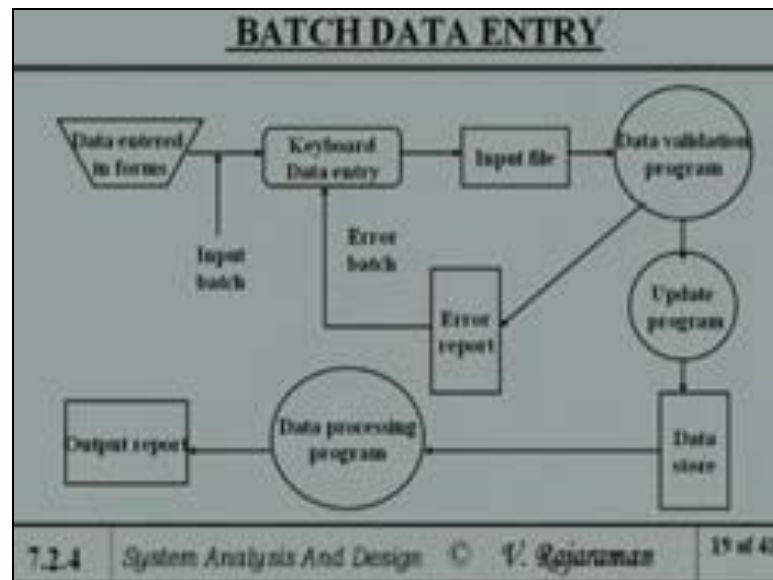 BATCH DATA ENTRY
Data entered
in forms
Keyboard
Data entry
Input file
Data validation
program
Input
batch
Error
batch
Error
report
Update
program
Output report
Data processing
program
Data
store
7.2.4
System Analysis And Design © V. Rajaraman
19 of 41